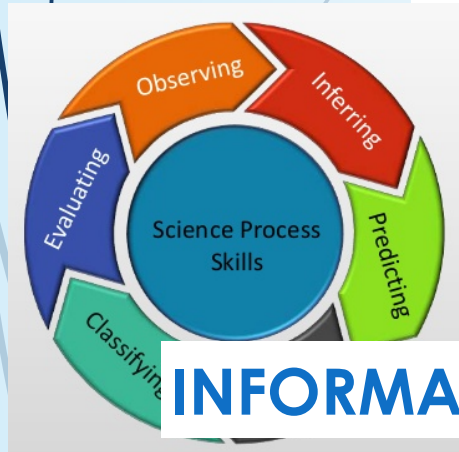 Observing
Inferring
Predicting
Classifying
Evaluating
Science Process
Skills
INFORMA